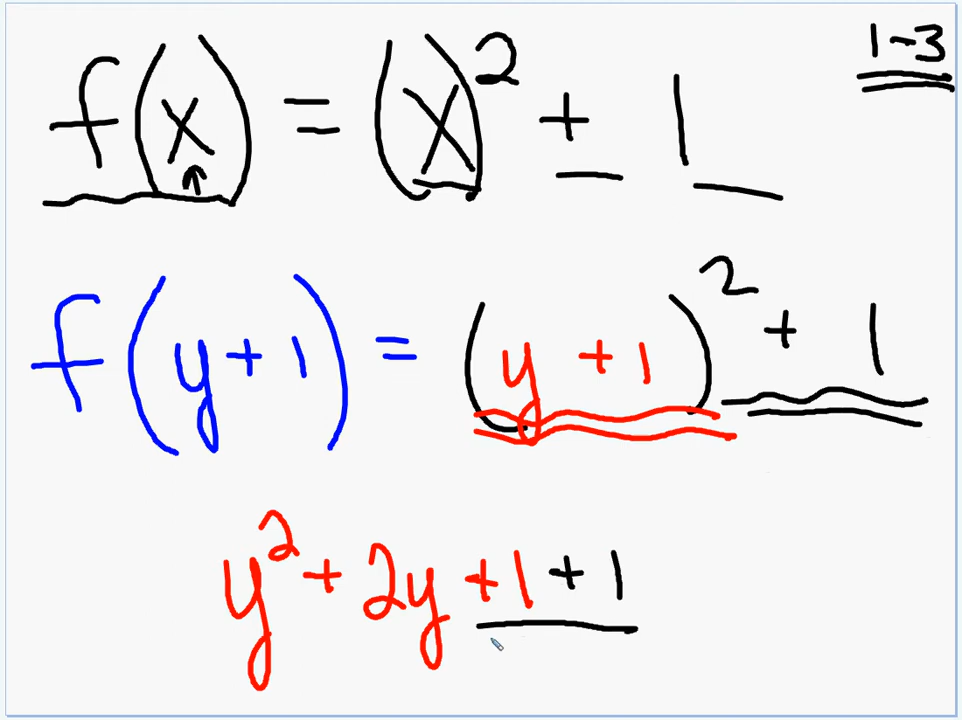 1-3
f(x) = (x)² + 1
f(y+1) = (y+1)² + 1
y² + 2y + 1 + 1